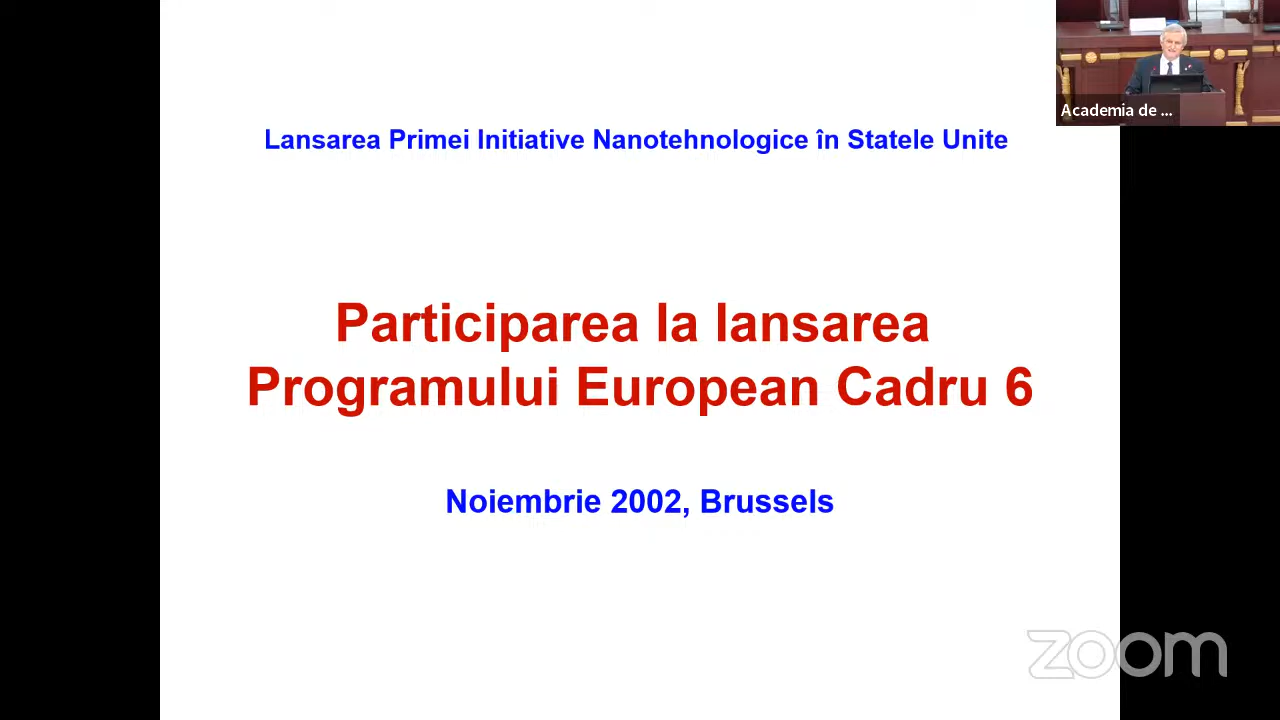 Lansarea Primei Initiative Nanotehnologice în Statele Unite
Academia de ...
Participarea la lansarea
Programului European Cadru 6
Noiembrie 2002, Brussels
zoom